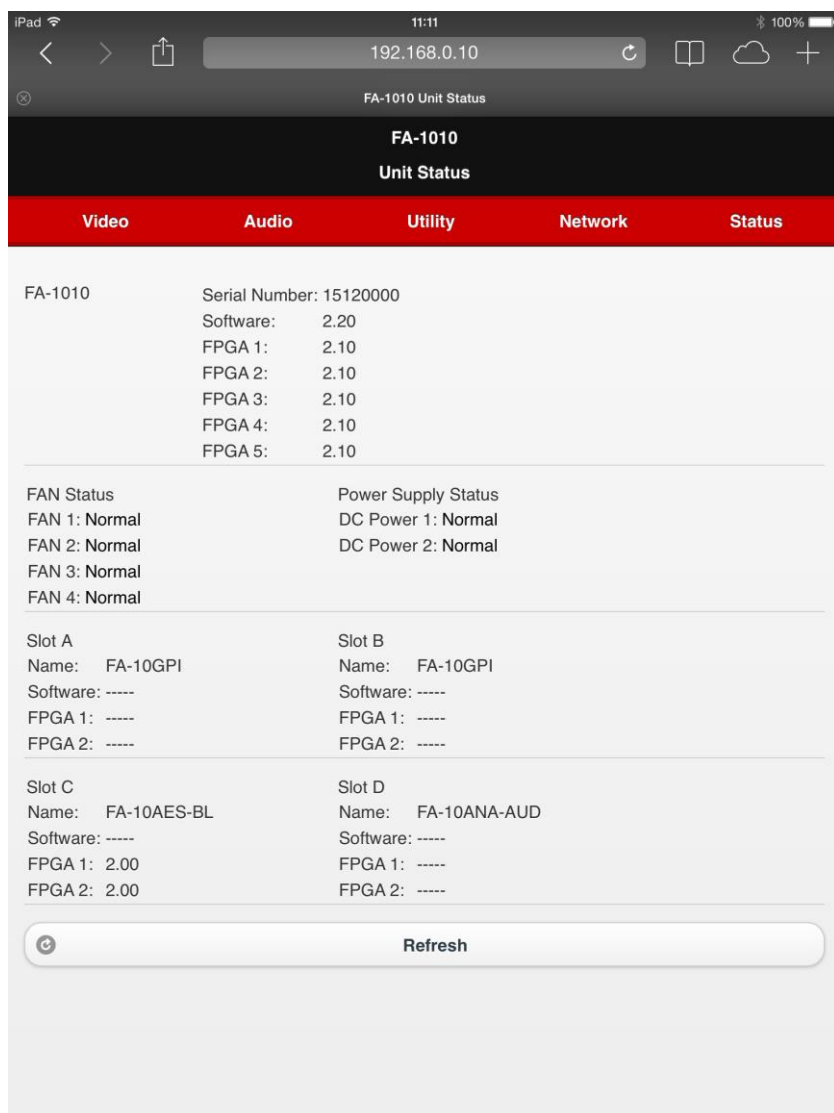 iPad 11:11 100%
192.168.0.10
FA-1010 Unit Status
FA-1010
Unit Status
Video Audio Utility Network Status
FA-1010 Serial Number: 15120000
Software: 2.20
FPGA 1: 2.10
FPGA 2: 2.10
FPGA 3: 2.10
FPGA 4: 2.10
FPGA 5: 2.10
FAN Status Power Supply Status
FAN 1: Normal DC Power 1: Normal
FAN 2: Normal DC Power 2: Normal
FAN 3: Normal
FAN 4: Normal
Slot A Slot B
Name: FA-10GPI Name: FA-10GPI
Software: ----- Software: -----
FPGA 1: ----- FPGA 1: -----
FPGA 2: ----- FPGA 2: -----
Slot C Slot D
Name: FA-10AES-BL Name: FA-10ANA-AUD
Software: ----- Software: -----
FPGA 1: 2.00 FPGA 1: -----
FPGA 2: 2.00 FPGA 2: -----
Refresh